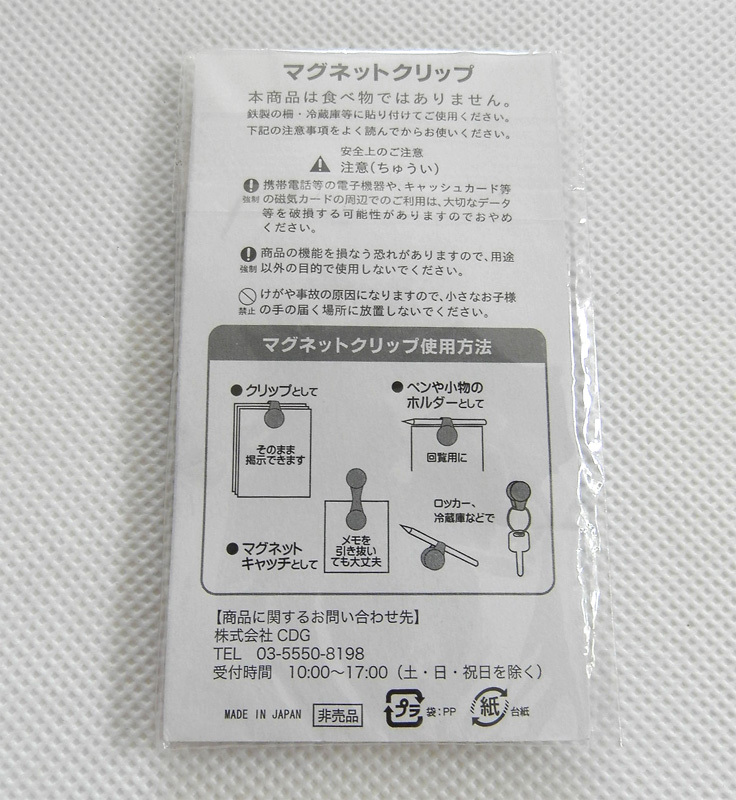 マグネットクリップ
本商品は食べ物ではありません。
鉄製の柵・冷蔵庫等に貼り付けてご使用ください。
下記の注意事項をよく読んでからお使いください。
安全上のご注意
注意(ちゅうい)
携帯電話等の電子機器や、キャッシュカード等
強制 の磁気カードの周辺でのご利用は、大切なデータ
等を破損する可能性がありますのでおやめ
ください。
商品の機能を損なう恐れがありますので、用途
強制 以外の目的で使用しないでください。
けがや事故の原因になりますので、小さなお子様
禁止 の手の届く場所に放置しないでください。
マグネットクリップ使用方法
●クリップとして
そのまま
掲示できます
●ペンや小物の
ホルダーとして
回覧用に
ロッカー、
冷蔵庫などで
●マグネット
キャッチとして
メモを
引き抜い
ても大丈夫
【商品に関するお問い合わせ先】
株式会社 CDG
TEL 03-5550-8198
受付時間 10:00〜17:00(土・日・祝日を除く)
MADE IN JAPAN 非売品 プラ 袋:PP 紙 台紙